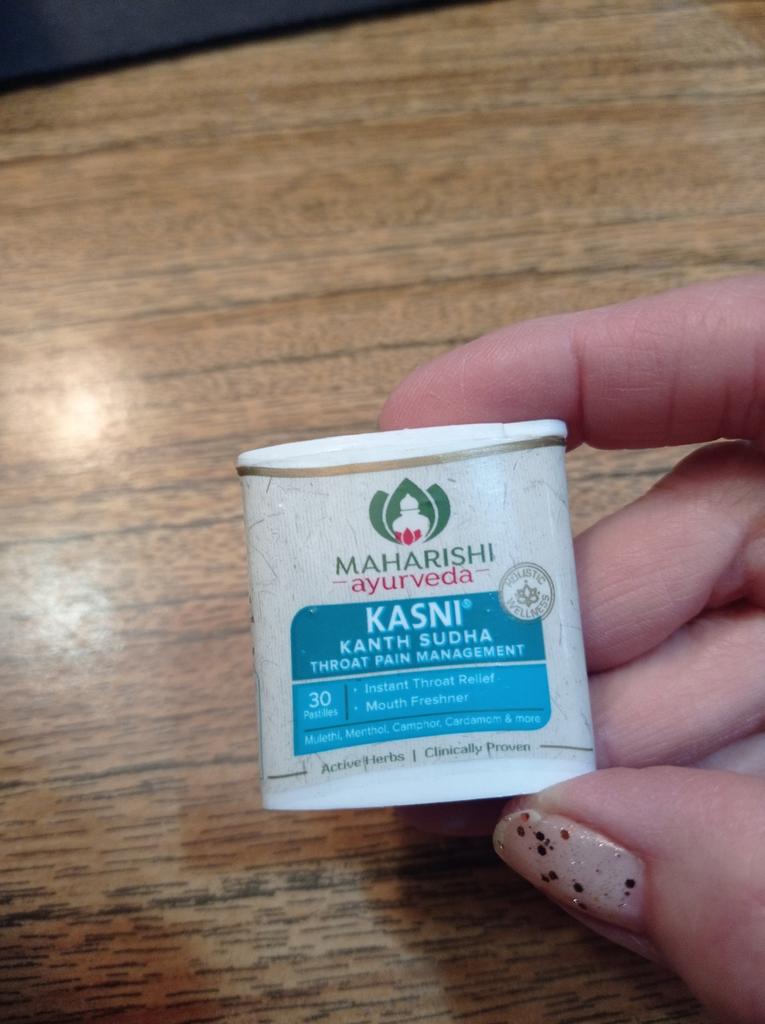 MAHARISHI
ayurveda
HOLISTIC
WELLNESS
KASNI®
KANTH SUDHA
THROAT PAIN MANAGEMENT
30
Pastilles
• Instant Throat Relief
• Mouth Freshner
Mulethi, Menthol, Camphor, Cardamom & more
Active Herbs | Clinically Proven